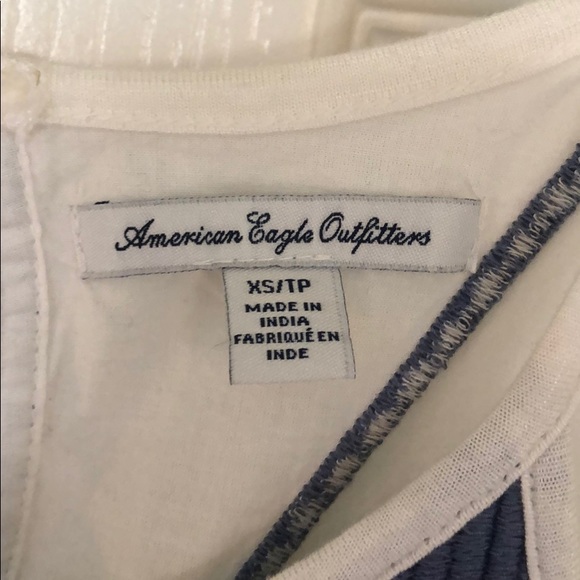 American Eagle Outfitters
XS/TP
MADE IN
INDIA
FABRIQUÉ EN
INDE